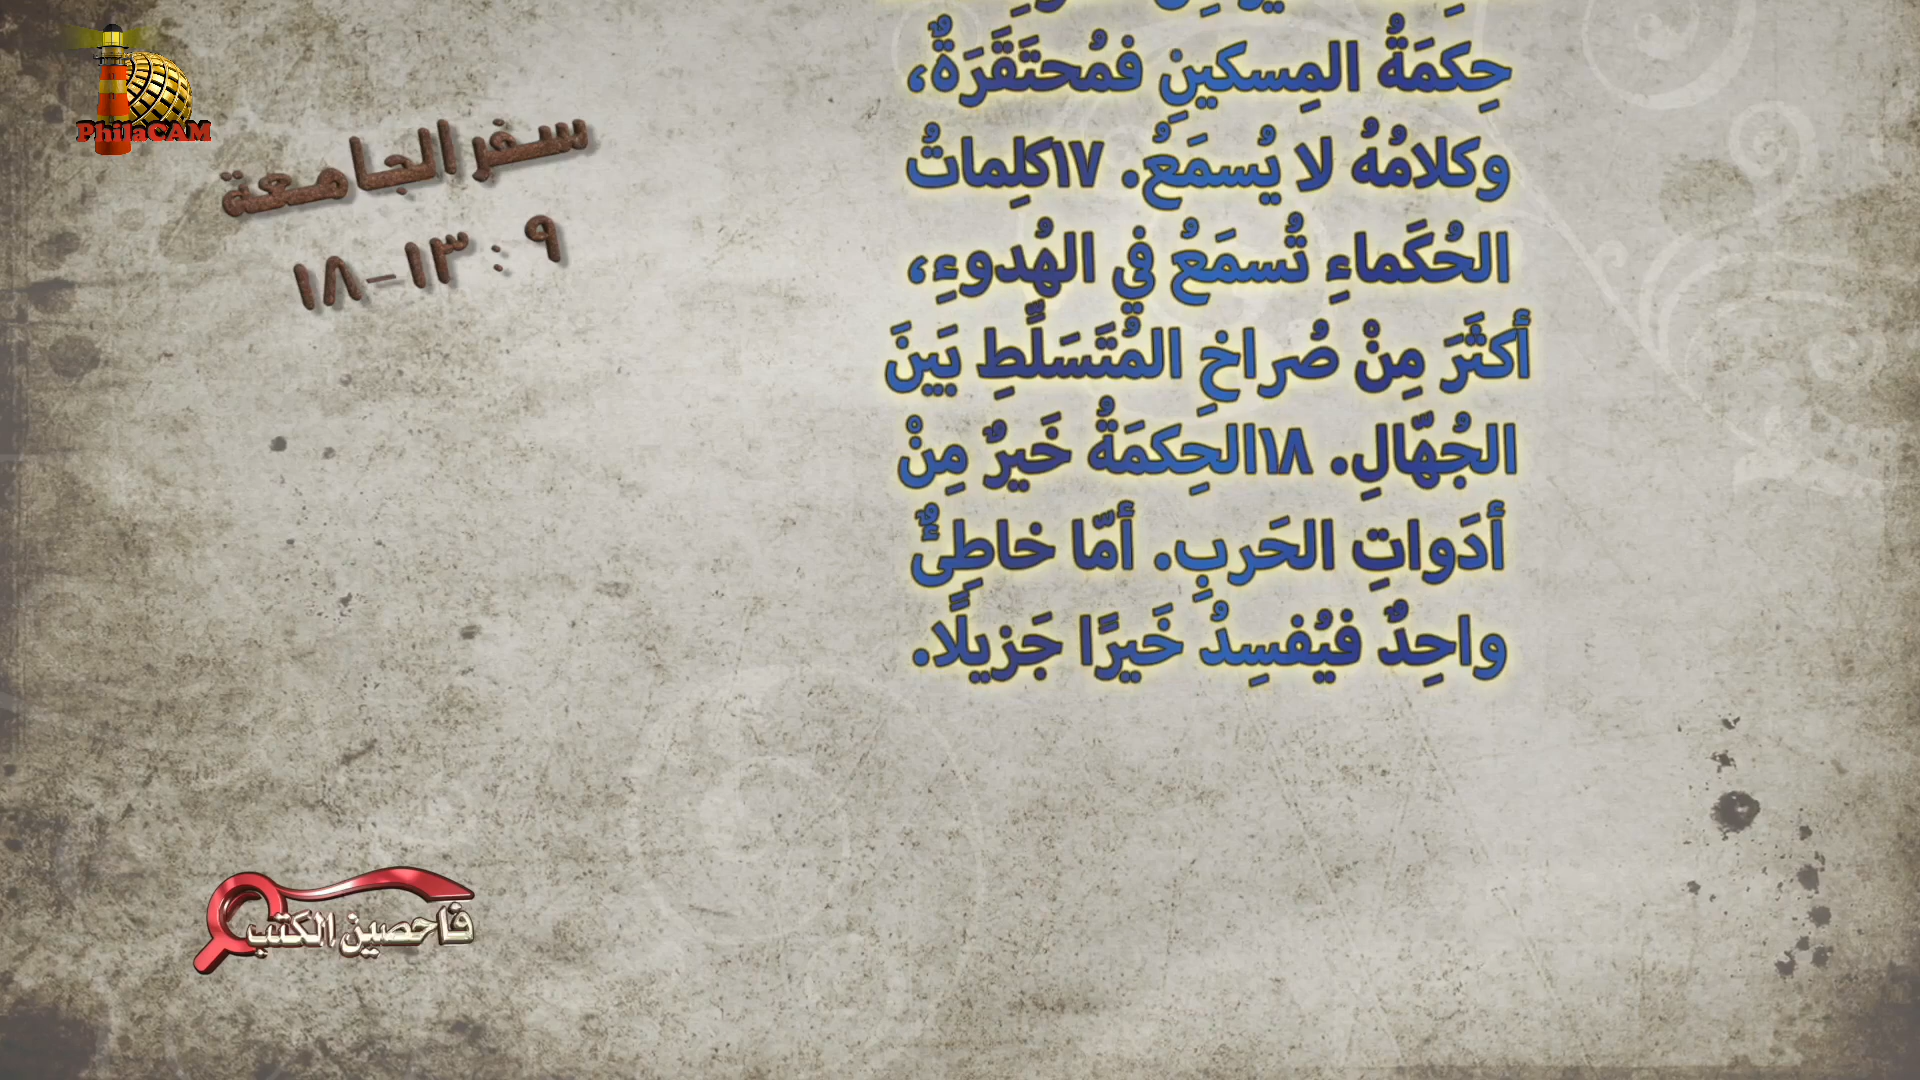 PhilaCAM
سفر الجامعة
٩ : ١٣-١٨
حِكمَةُ المِسكينِ فمُحتَقَرَةٌ،
وكلامُهُ لا يُسمَعُ. ١٧كلِماتُ
الحُكَماءِ تُسمَعُ في الهُدوءِ،
أكثَرَ مِنْ صُراخِ المُتَسَلِّطِ بَينَ
الجُهّالِ. ١٨الحِكمَةُ خَيرٌ مِنْ
أدَواتِ الحَربِ. أمّا خاطِئٌ
واحِدٌ فيُفسِدُ خَيرًا جَزيلًا.
فاحصين الكتب